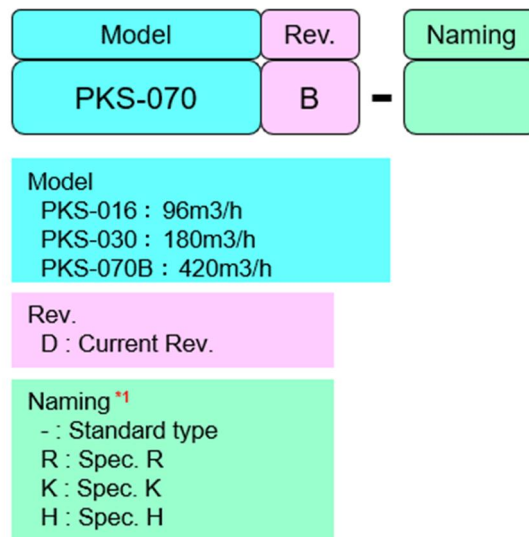 Model Rev. Naming
PKS-070 B -
Model
PKS-016 : 96m3/h
PKS-030 : 180m3/h
PKS-070B : 420m3/h
Rev.
D : Current Rev.
Naming *1
- : Standard type
R : Spec. R
K : Spec. K
H : Spec. H